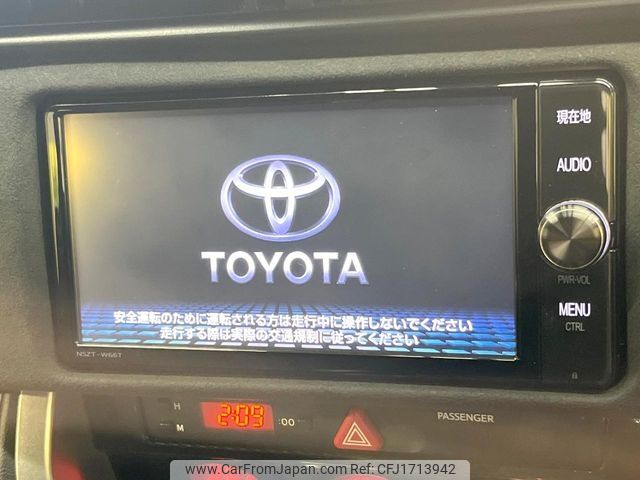 現在地
AUDIO
TOYOTA
PWR-VOL
MENU
CTRL
安全運転のために運転される方は走行中に操作しないでください
走行する際は実際の交通規制に従ってください
NSZT-W66T
H
M
2:09
:00
PASSENGER
www.CarFromJapan.com - ID CFJ1713942